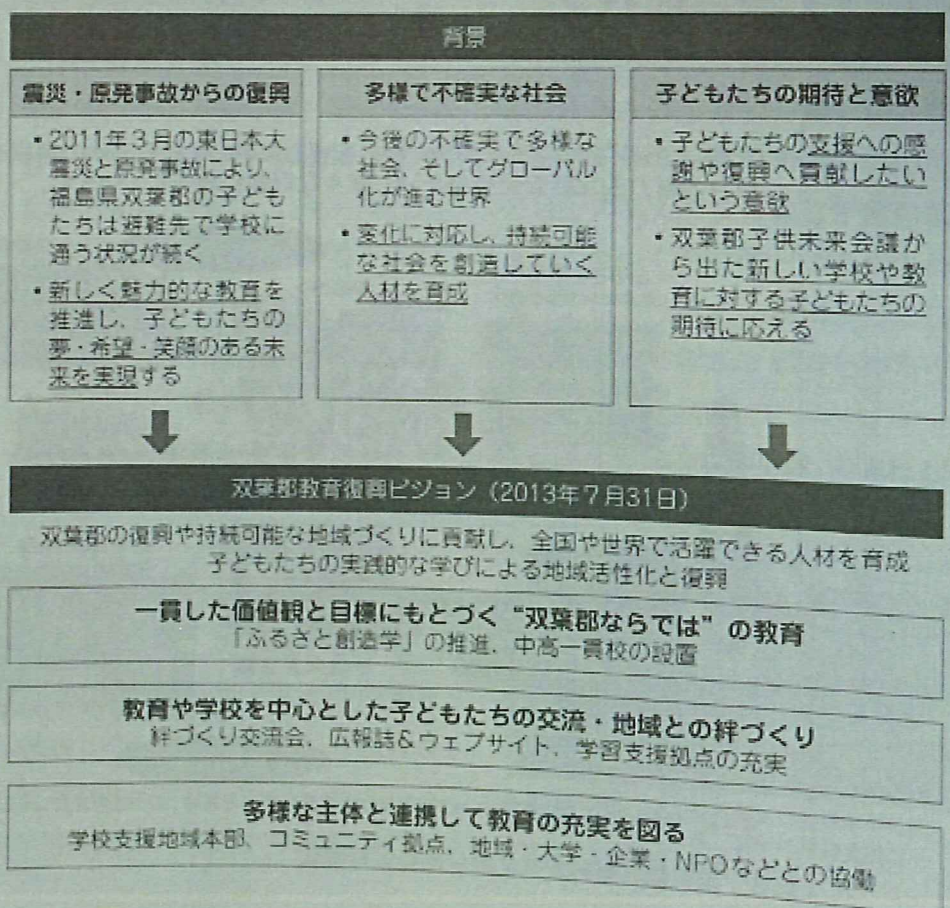 背景
震災・原発事故からの復興
・2011年3月の東日本大
震災と原発事故により、
福島県双葉郡の子ども
たちは避難先で学校に
通う状況が続く
・新しく魅力的な教育を
推進し、子どもたちの
夢・希望・笑顔のある未
来を実現する
多様で不確実な社会
・今後の不確実で多様な
社会、そしてグローバル
化が進む世界
・変化に対応し、持続可能
な社会を創造していく
人材を育成
子どもたちの期待と意欲
・子どもたちの支援への感
謝や復興へ貢献したい
という意欲
・双葉郡子供未来会議か
ら出た新しい学校や教
育に対する子どもたちの
期待に応える
双葉郡教育復興ビジョン（2013年7月31日）
双葉郡の復興や持続可能な地域づくりに貢献し、全国や世界で活躍できる人材を育成
子どもたちの実践的な学びによる地域活性化と復興
一貫した価値観と目標にもとづく“双葉郡ならでは”の教育
「ふるさと創造学」の推進、中高一貫校の設置
教育や学校を中心とした子どもたちの交流・地域との絆づくり
絆づくり交流会、広報誌&ウェブサイト、学習支援拠点の充実
多様な主体と連携して教育の充実を図る
学校支援地域本部、コミュニティ拠点、地域・大学・企業・NPOなどとの協働